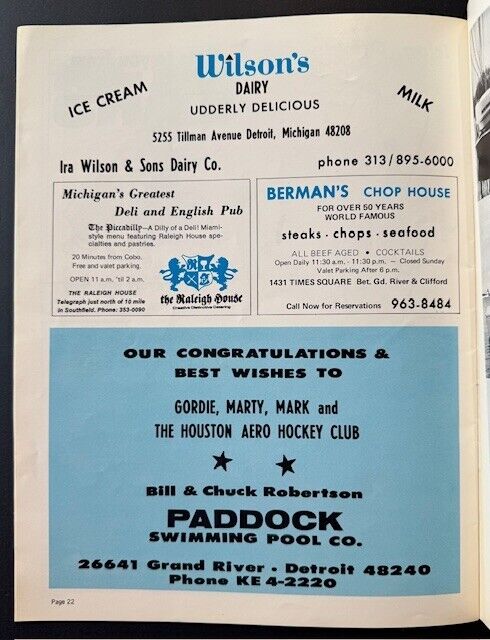 Wilson's
DAIRY
ICE CREAM
MILK
UDDERLY DELICIOUS
5255 Tillman Avenue Detroit, Michigan 48208
Ira Wilson & Sons Dairy Co.
phone 313/895-6000
Michigan's Greatest
Deli and English Pub
The Piccadilly—A Dilly of a Deli! Miami-
style menu featuring Raleigh House spe-
cialties and pastries.
20 Minutes from Cobo.
Free and valet parking.
OPEN 11 a.m. 'til 2 a.m.
THE RALEIGH HOUSE
Telegraph just north of 10 mile
in Southfield. Phone: 353-0090
the Raleigh House
Creative Distinctive Catering
BERMAN'S CHOP HOUSE
FOR OVER 50 YEARS
WORLD FAMOUS
steaks · chops · seafood
ALL BEEF AGED • COCKTAILS
Open Daily 11:30 a.m. - 11:30 p.m. — Closed Sunday
Valet Parking After 6 p.m.
1431 TIMES SQUARE Bet. Gd. River & Clifford
Call Now for Reservations 963-8484
OUR CONGRATULATIONS &
BEST WISHES TO
GORDIE, MARTY, MARK and
THE HOUSTON AERO HOCKEY CLUB
Bill & Chuck Robertson
PADDOCK
SWIMMING POOL CO.
26641 Grand River - Detroit 48240
Phone KE 4-2220
Page 22